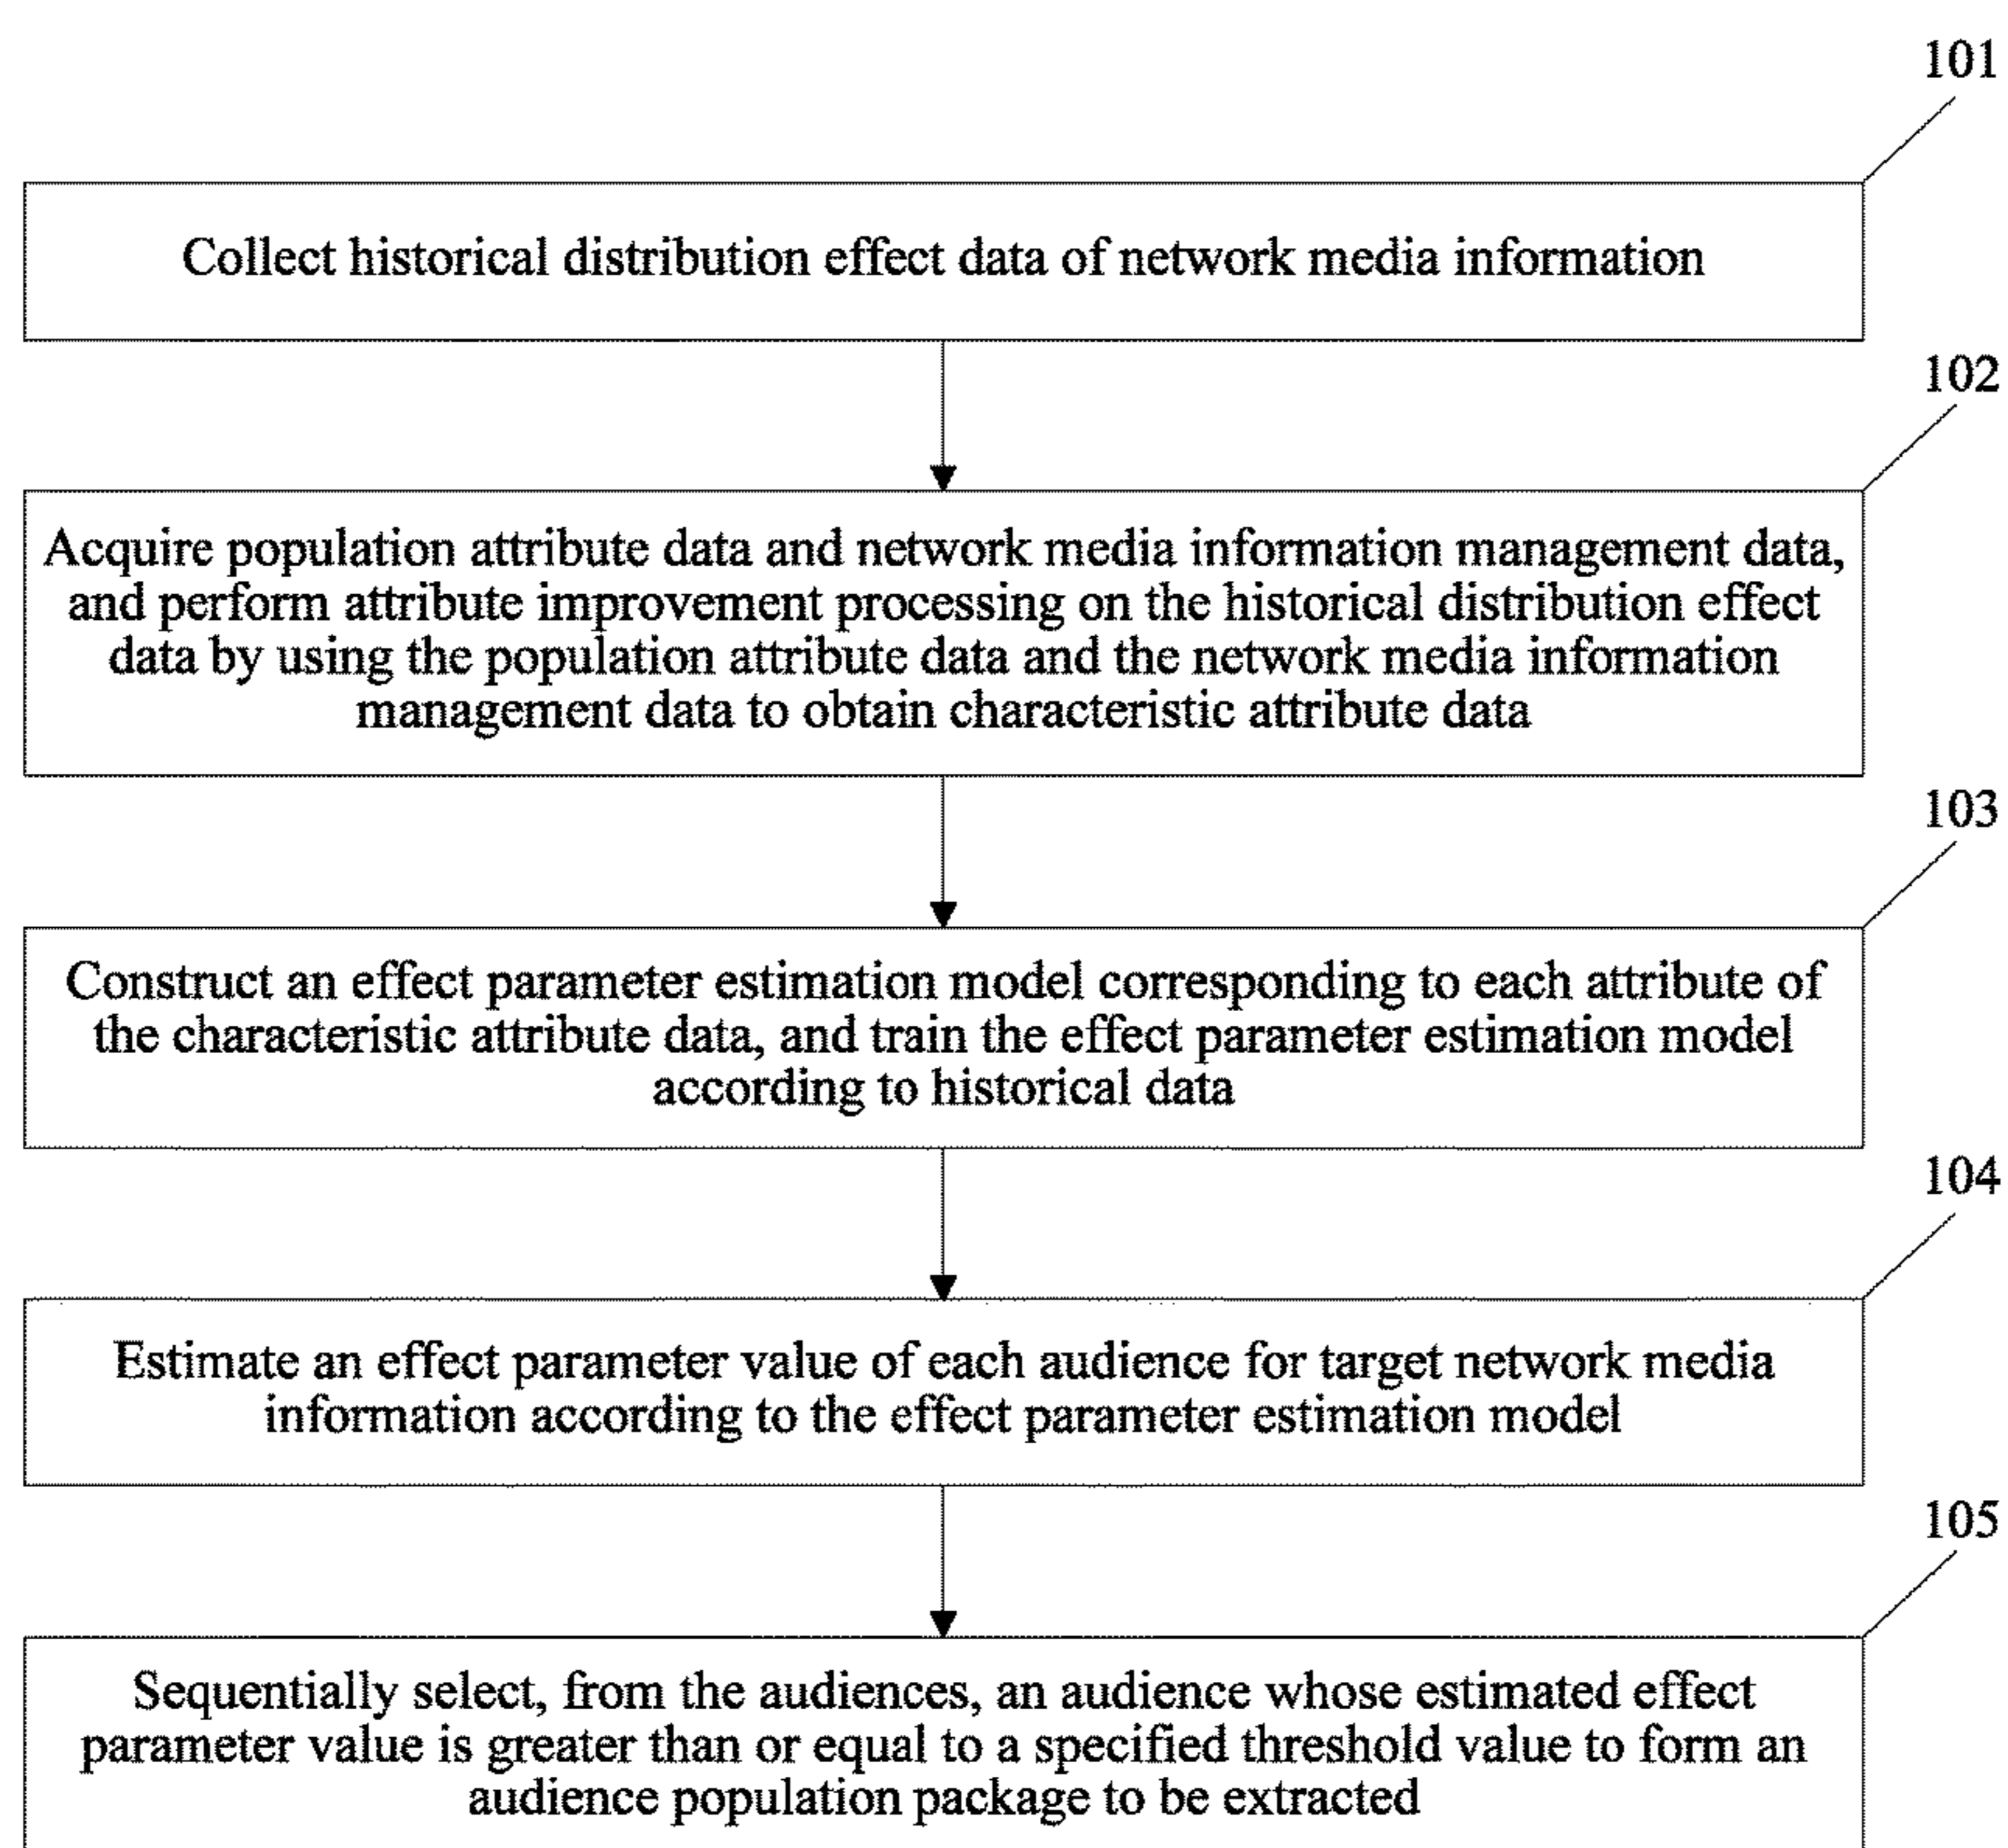 101
Collect historical distribution effect data of network media information
102
Acquire population attribute data and network media information management data,
and perform attribute improvement processing on the historical distribution effect
data by using the population attribute data and the network media information
management data to obtain characteristic attribute data
103
Construct an effect parameter estimation model corresponding to each attribute of
the characteristic attribute data, and train the effect parameter estimation model
according to historical data
104
Estimate an effect parameter value of each audience for target network media
information according to the effect parameter estimation model
105
Sequentially select, from the audiences, an audience whose estimated effect
parameter value is greater than or equal to a specified threshold value to form an
audience population package to be extracted